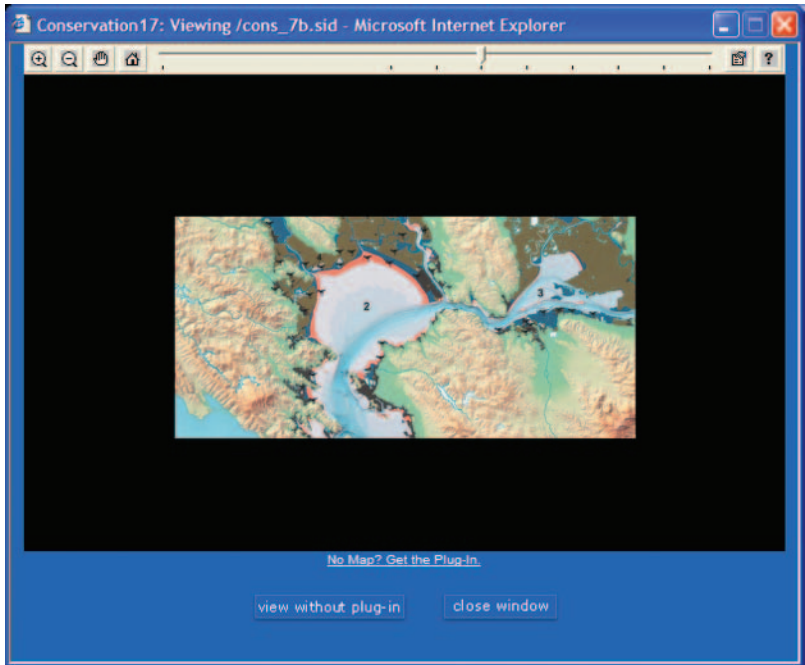 Conservation17: Viewing /cons_7b.sid - Microsoft Internet Explorer
?
2
3
No Map? Get the Plug-In.
view without plug-in
close window